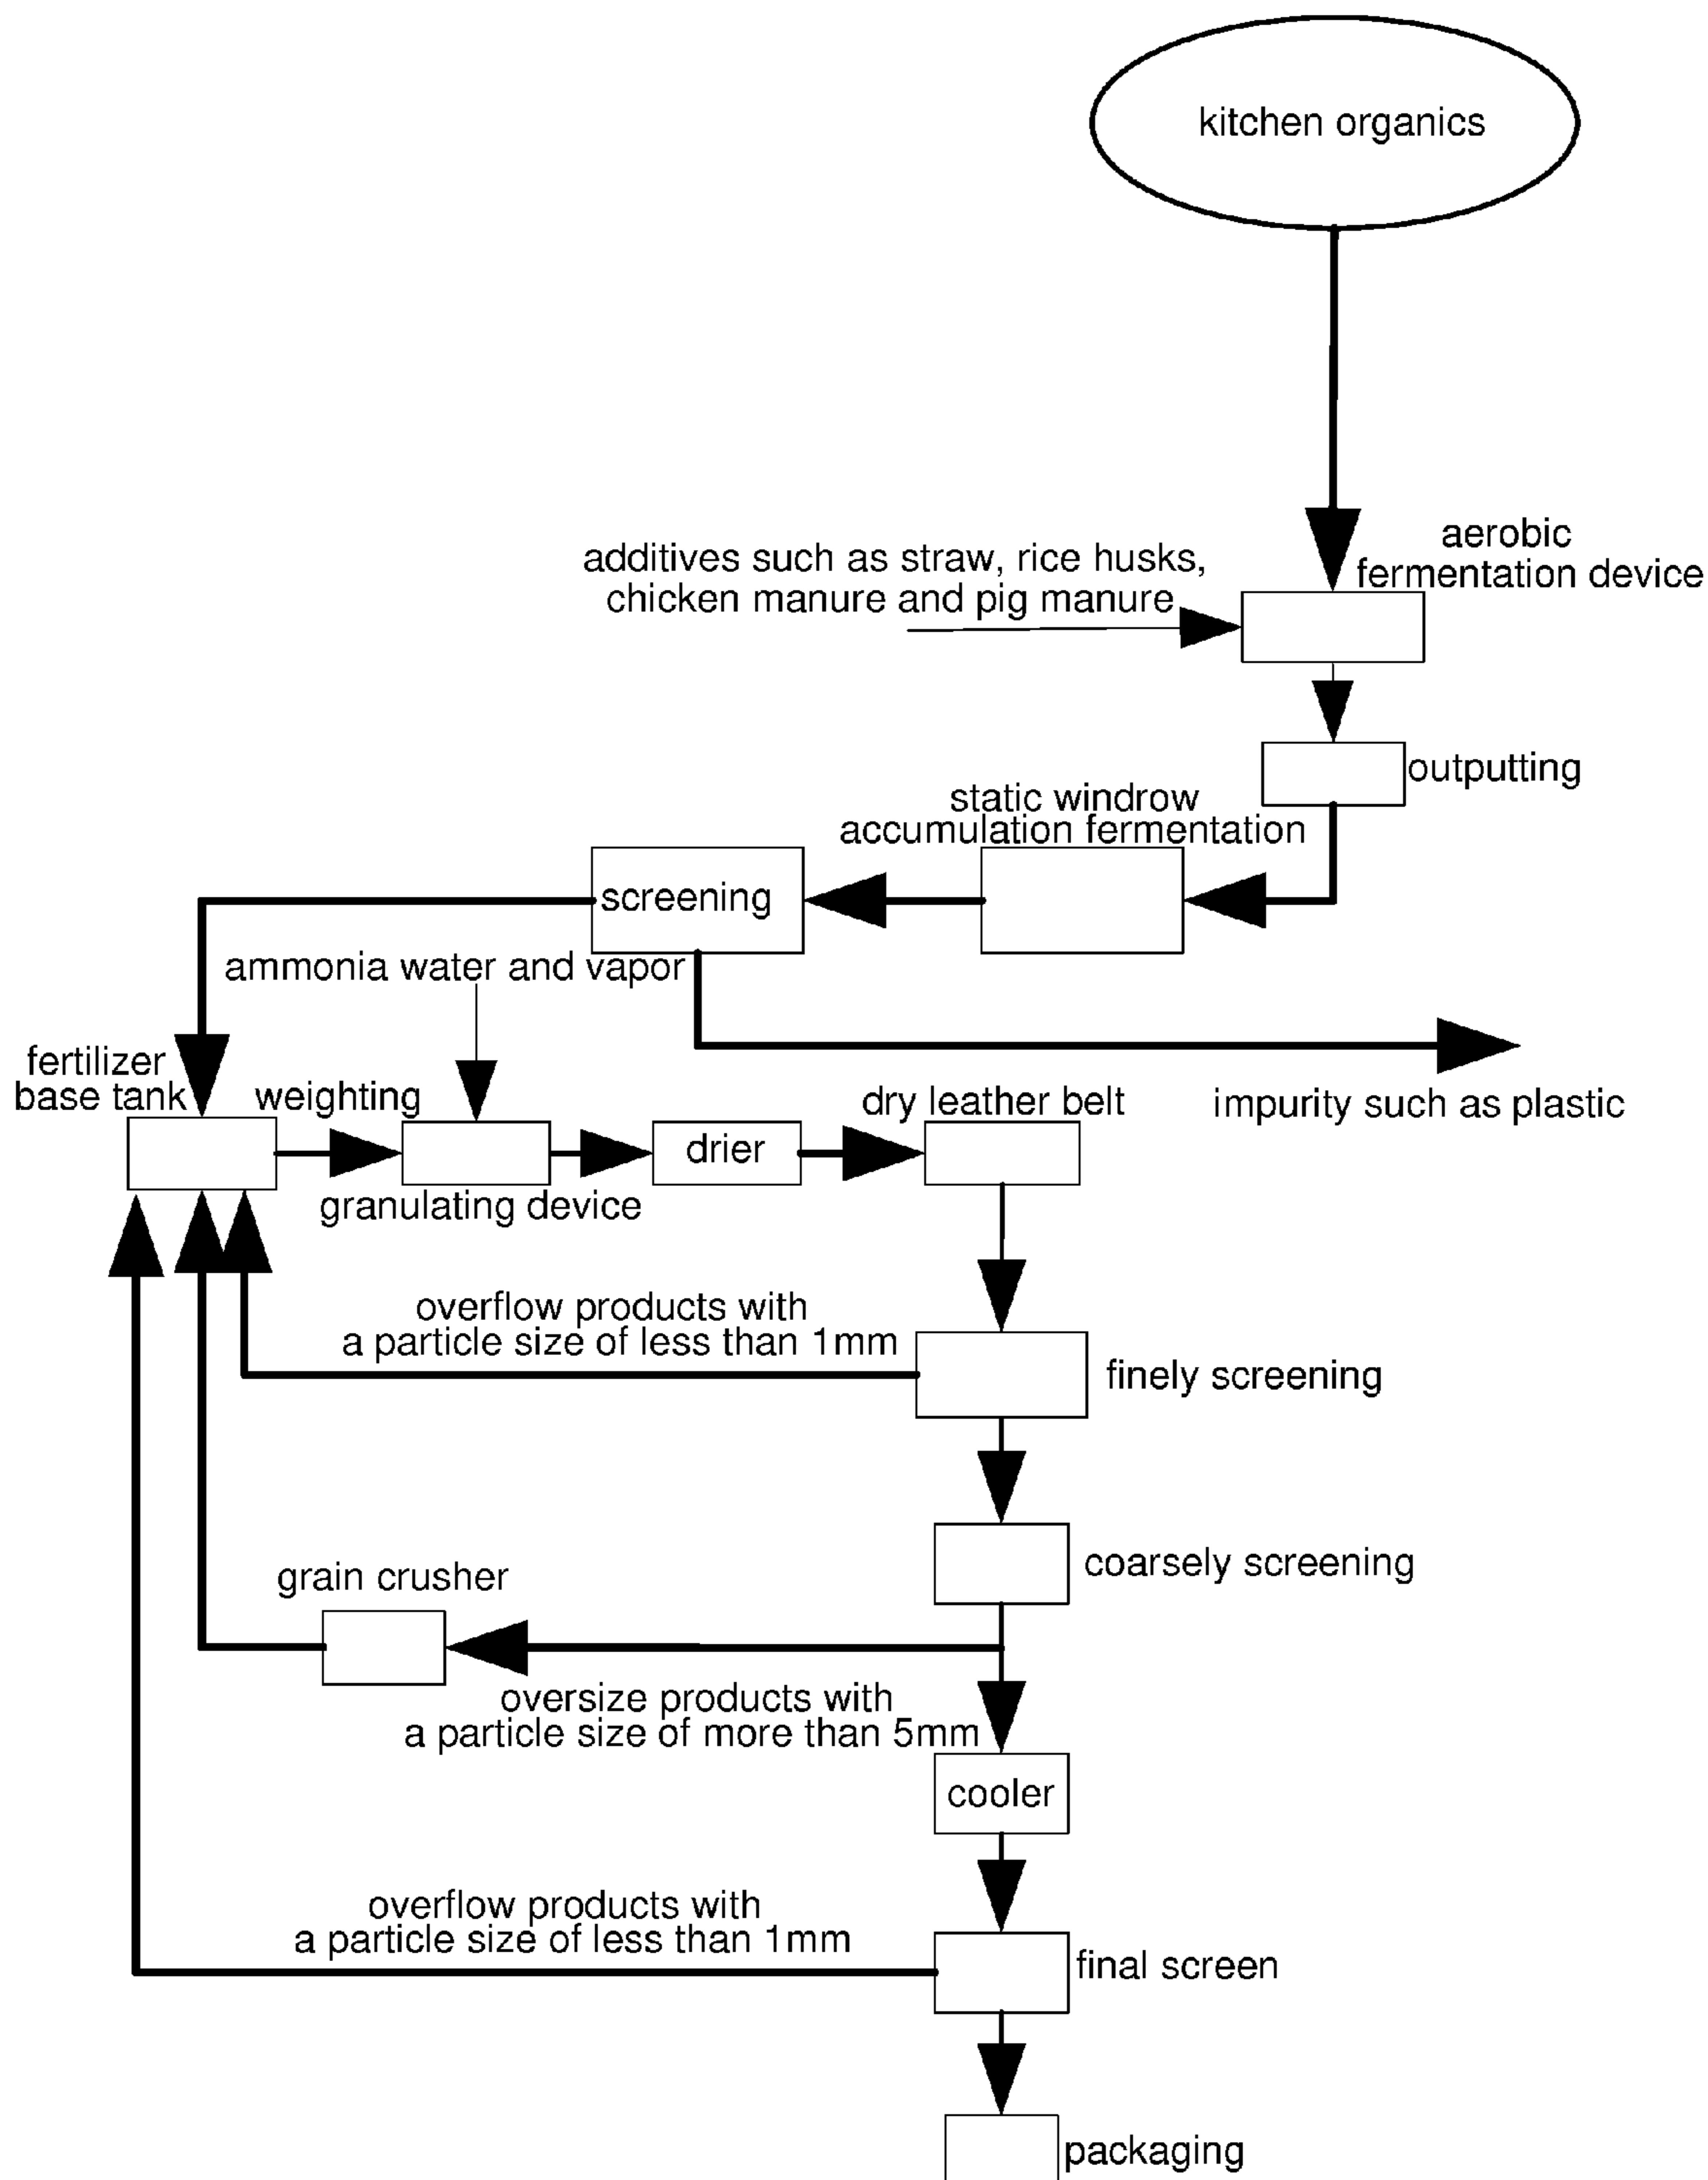 kitchen organics
aerobic
fermentation device
additives such as straw, rice husks,
chicken manure and pig manure
outputting
static windrow
accumulation fermentation
screening
ammonia water and vapor
fertilizer
base tank
weighting
dry leather belt
impurity such as plastic
drier
granulating device
overflow products with
a particle size of less than 1mm
finely screening
coarsely screening
grain crusher
oversize products with
a particle size of more than 5mm
cooler
overflow products with
a particle size of less than 1mm
final screen
packaging